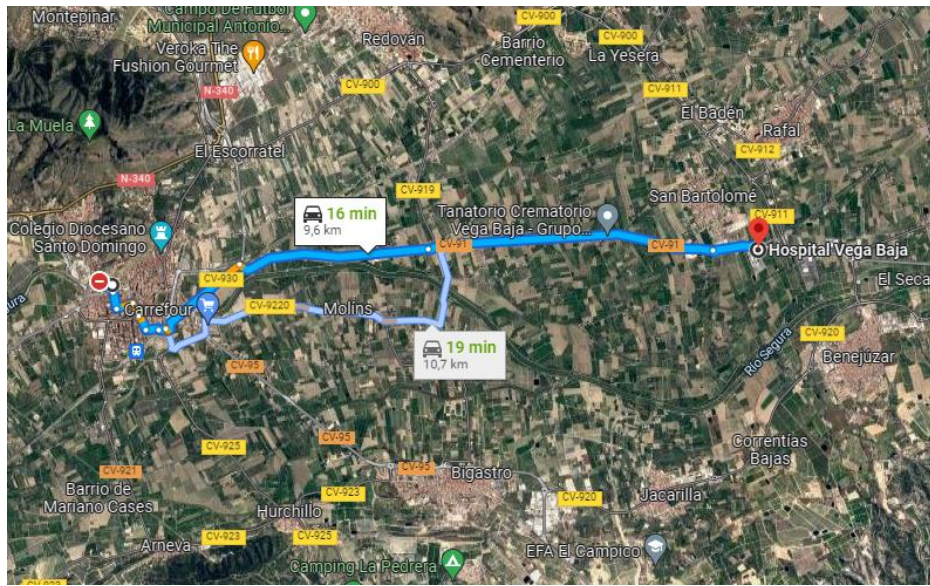 Montepinar
Campo De Fútbol
Municipal Antonio...
Veroka The
Fushion Gourmet
Redován
Barrio
Cementerio
CV-900
CV-900
La Yesera
N-340
CV-900
CV-911
La Muela
El Badén
Rafal
El Escorratel
CV-912
N-340
CV-919
San Bartolomé
16 min
9,6 km
Tanatorio Crematorio
Vega Baja - Grupo...
CV-911
Colegio Diocesano
Santo Domingo
CV-91
CV-91
Hospital Vega Baja
CV-930
El Seca
Segura
Carrefour
CV-9220
Molíns
CV-920
19 min
10,7 km
Río Segura
Benejúzar
CV-95
CV-95
CV-925
Correntías
Bajas
CV-921
CV-95
Bigastro
Barrio de
Mariano Cases
CV-923
CV-920
Jacarilla
Hurchillo
CV-925
Arneva
CV-923
EFA El Campico
Camping La Pedrera
CV-923